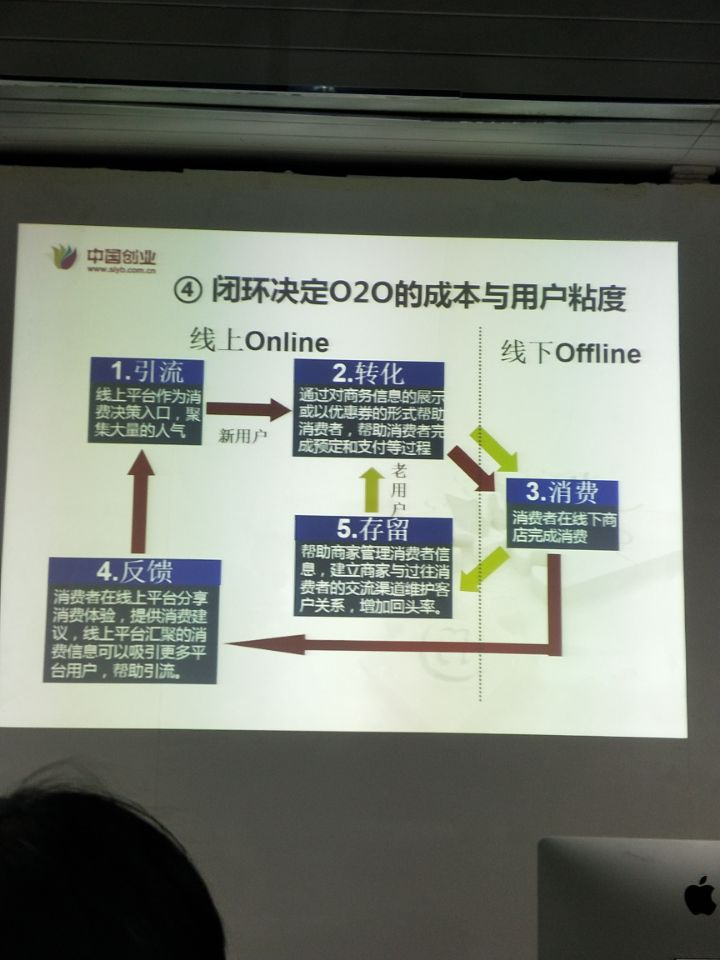 中国创业
www.siyb.com.cn
④ 闭环决定O2O的成本与用户粘度
线上Online
线下Offline
1.引流
线上平台作为消
费决策入口，聚
集大量的人气
新用户
2.转化
通过对商务信息的展示
或以优惠券的形式帮助
消费者，帮助消费者完
成预定和支付等过程
老
用
户
3.消费
消费者在线下商
店完成消费
5.存留
帮助商家管理消费者信
息，建立商家与过往消
费者的交流渠道维护客
户关系，增加回头率。
4.反馈
消费者在线上平台分享
消费体验，提供消费建
议，线上平台汇聚的消
费信息可以吸引更多平
台用户，帮助引流。